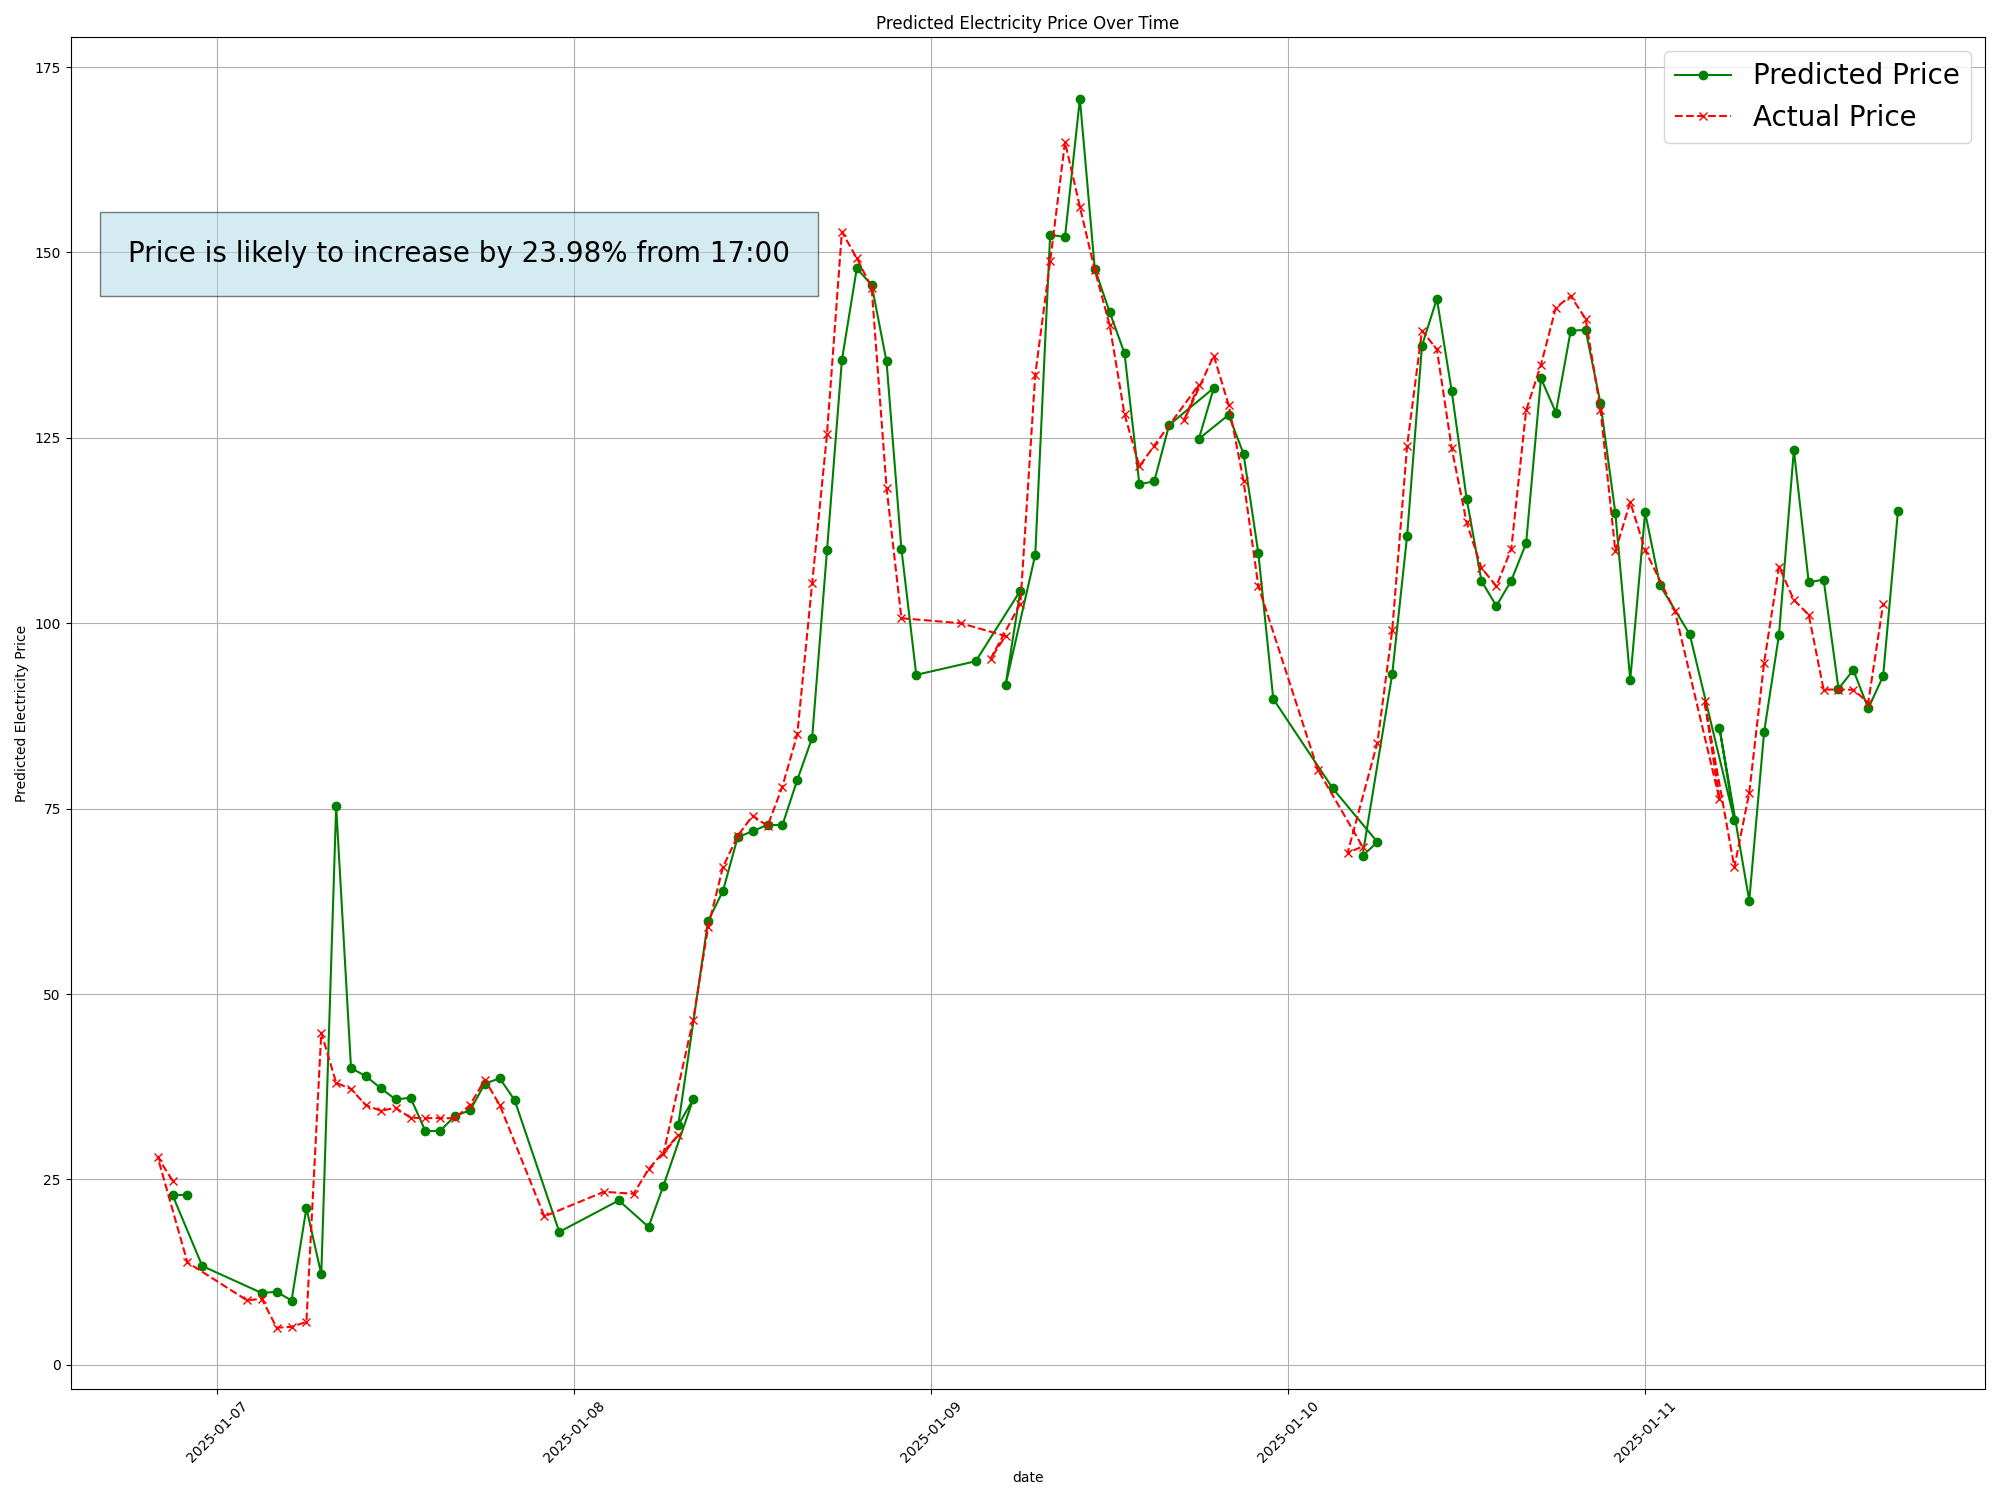 Predicted Electricity Price Over Time
Predicted Price
Actual Price
Price is likely to increase by 23.98% from 17:00
Predicted Electricity Price
175
150
125
100
75
50
25
0
2025-01-07
2025-01-08
2025-01-09
2025-01-10
2025-01-11
date